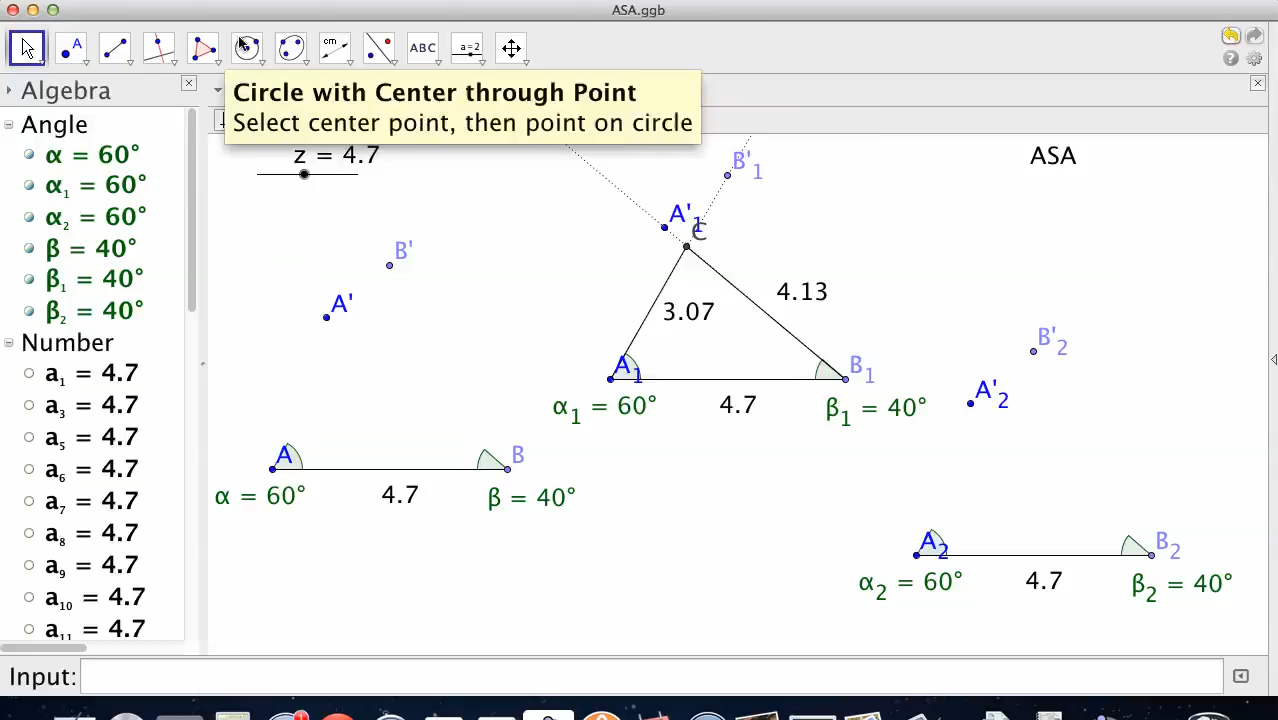 ASA.ggb
A
cm
ABC
a=2
Algebra
Circle with Center through Point
Select center point, then point on circle
Angle
α = 60°
α₁ = 60°
α₂ = 60°
β = 40°
β₁ = 40°
β₂ = 40°
Number
a₁ = 4.7
a₃ = 4.7
a₅ = 4.7
a₆ = 4.7
a₇ = 4.7
a₈ = 4.7
a₉ = 4.7
a₁₀ = 4.7
a₁₁ = 4.7
z = 4.7
ASA
B'₁
A'₁
C
B'
A'
4.13
3.07
A₁
B₁
α₁ = 60°
4.7
β₁ = 40°
B'₂
A'₂
A
B
α = 60°
4.7
β = 40°
A₂
B₂
α₂ = 60°
4.7
β₂ = 40°
Input:
1